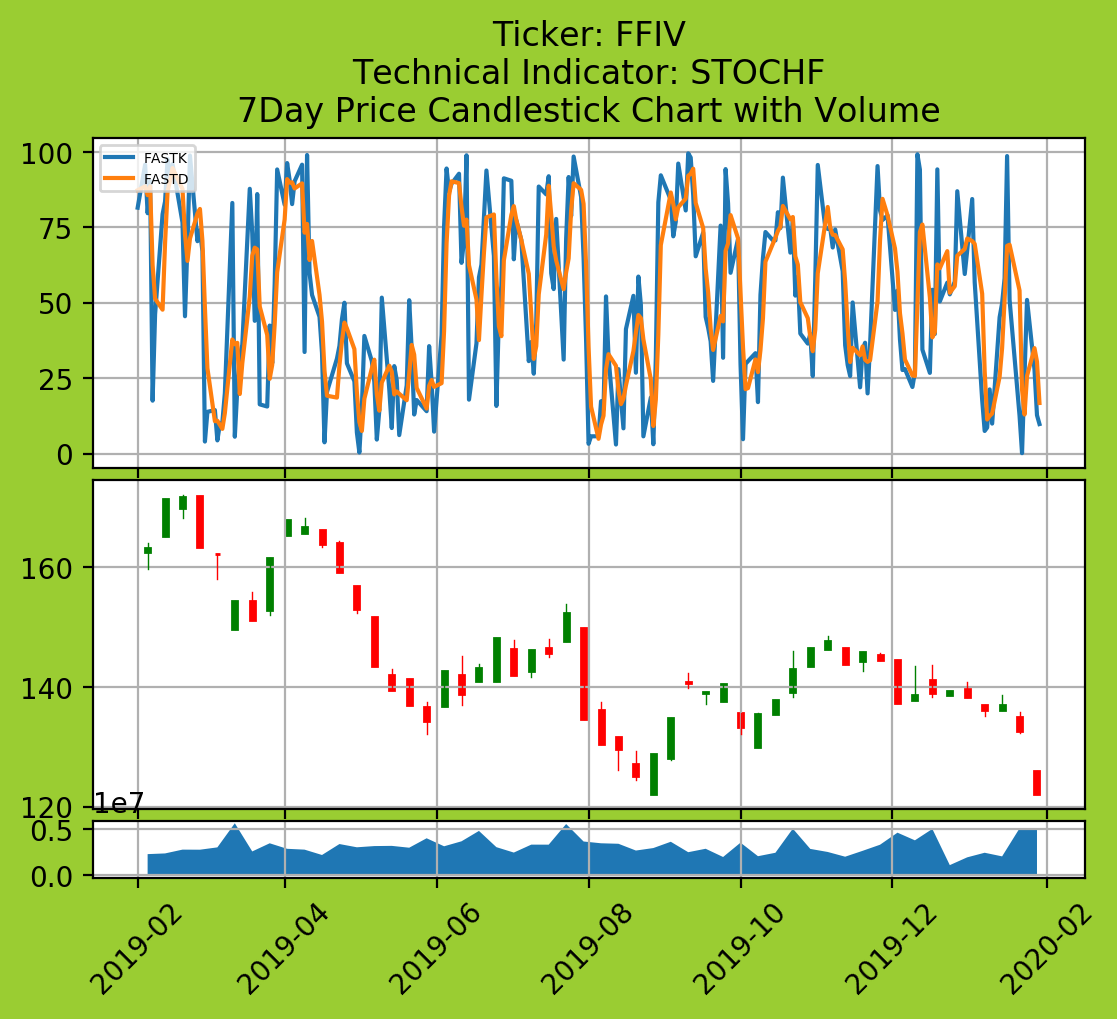 Ticker: FFIV
Technical Indicator: STOCHF
7Day Price Candlestick Chart with Volume
100
75
50
25
0
FASTK
FASTD
160
140
120
1e7
0.5
0.0
2019-02
2019-04
2019-06
2019-08
2019-10
2019-12
2020-02